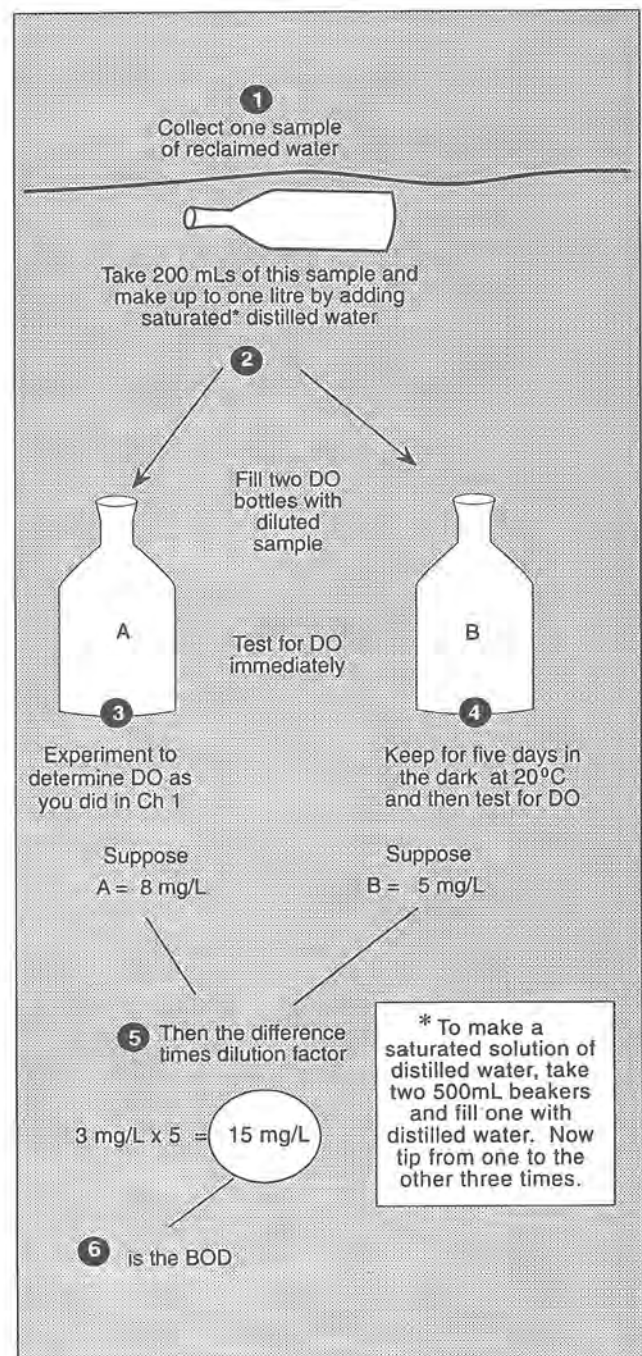 1
Collect one sample
of reclaimed water
Take 200 mLs of this sample and
make up to one litre by adding
saturated* distilled water
2
Fill two DO
bottles with
diluted
sample
A
B
Test for DO
immediately
3
Experiment to
determine DO as
you did in Ch 1
4
Keep for five days in
the dark at 20°C
and then test for DO
Suppose
A = 8 mg/L
Suppose
B = 5 mg/L
5 Then the difference
times dilution factor
3 mg/L x 5 = 15 mg/L
6 is the BOD
* To make a
saturated solution of
distilled water, take
two 500mL beakers
and fill one with
distilled water. Now
tip from one to the
other three times.